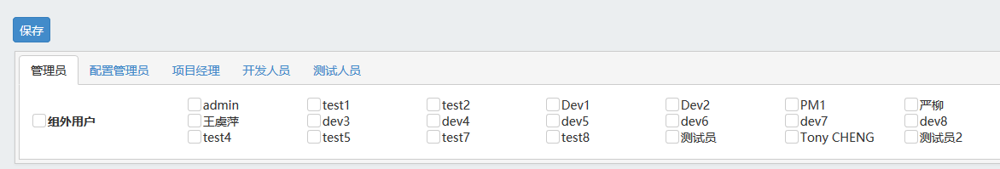 保存
管理员 配置管理员 项目经理 开发人员 测试人员
admin test1 test2 Dev1 Dev2 PM1 严柳
组外用户 王虞萍 dev3 dev4 dev5 dev6 dev7 dev8
test4 test5 test7 test8 测试员 Tony CHENG 测试员2